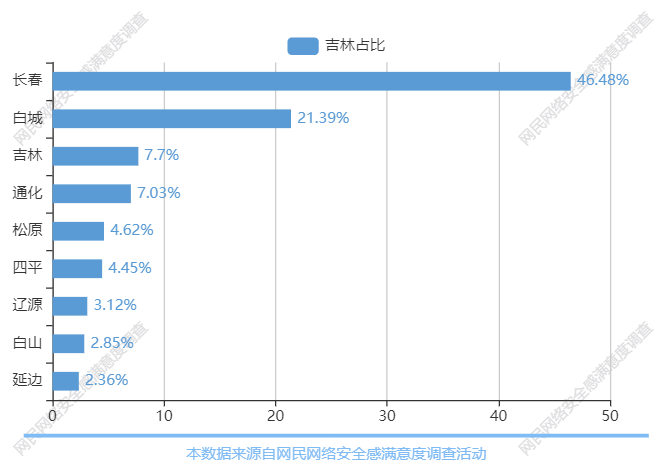 吉林占比
长春 46.48%
白城 21.39%
吉林 7.7%
通化 7.03%
松原 4.62%
四平 4.45%
辽源 3.12%
白山 2.85%
延边 2.36%
0 10 20 30 40 50
本数据来源自网民网络安全感满意度调查活动
网民网络安全感满意度调查
网民网络安全感满意度调查
网民网络安全感满意度调查
网民网络安全感满意度调查